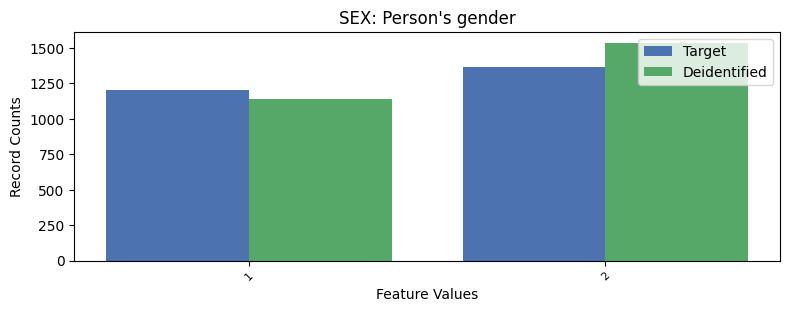 SEX: Person's gender
Target
Deidentified
Record Counts
1500
1250
1000
750
500
250
0
1
2
Feature Values